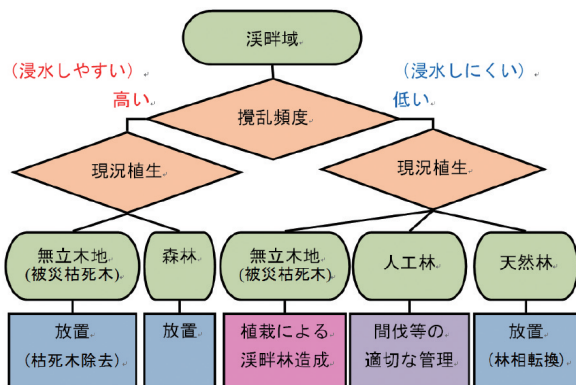 渓畔域
(浸水しやすい)
高い
(浸水しにくい)
低い
攪乱頻度
現況植生
現況植生
無立木地
(被災枯死木)
森林
無立木地
(被災枯死木)
人工林
天然林
放置
(枯死木除去)
放置
植栽による
渓畔林造成
間伐等の
適切な管理
放置
(林相転換)